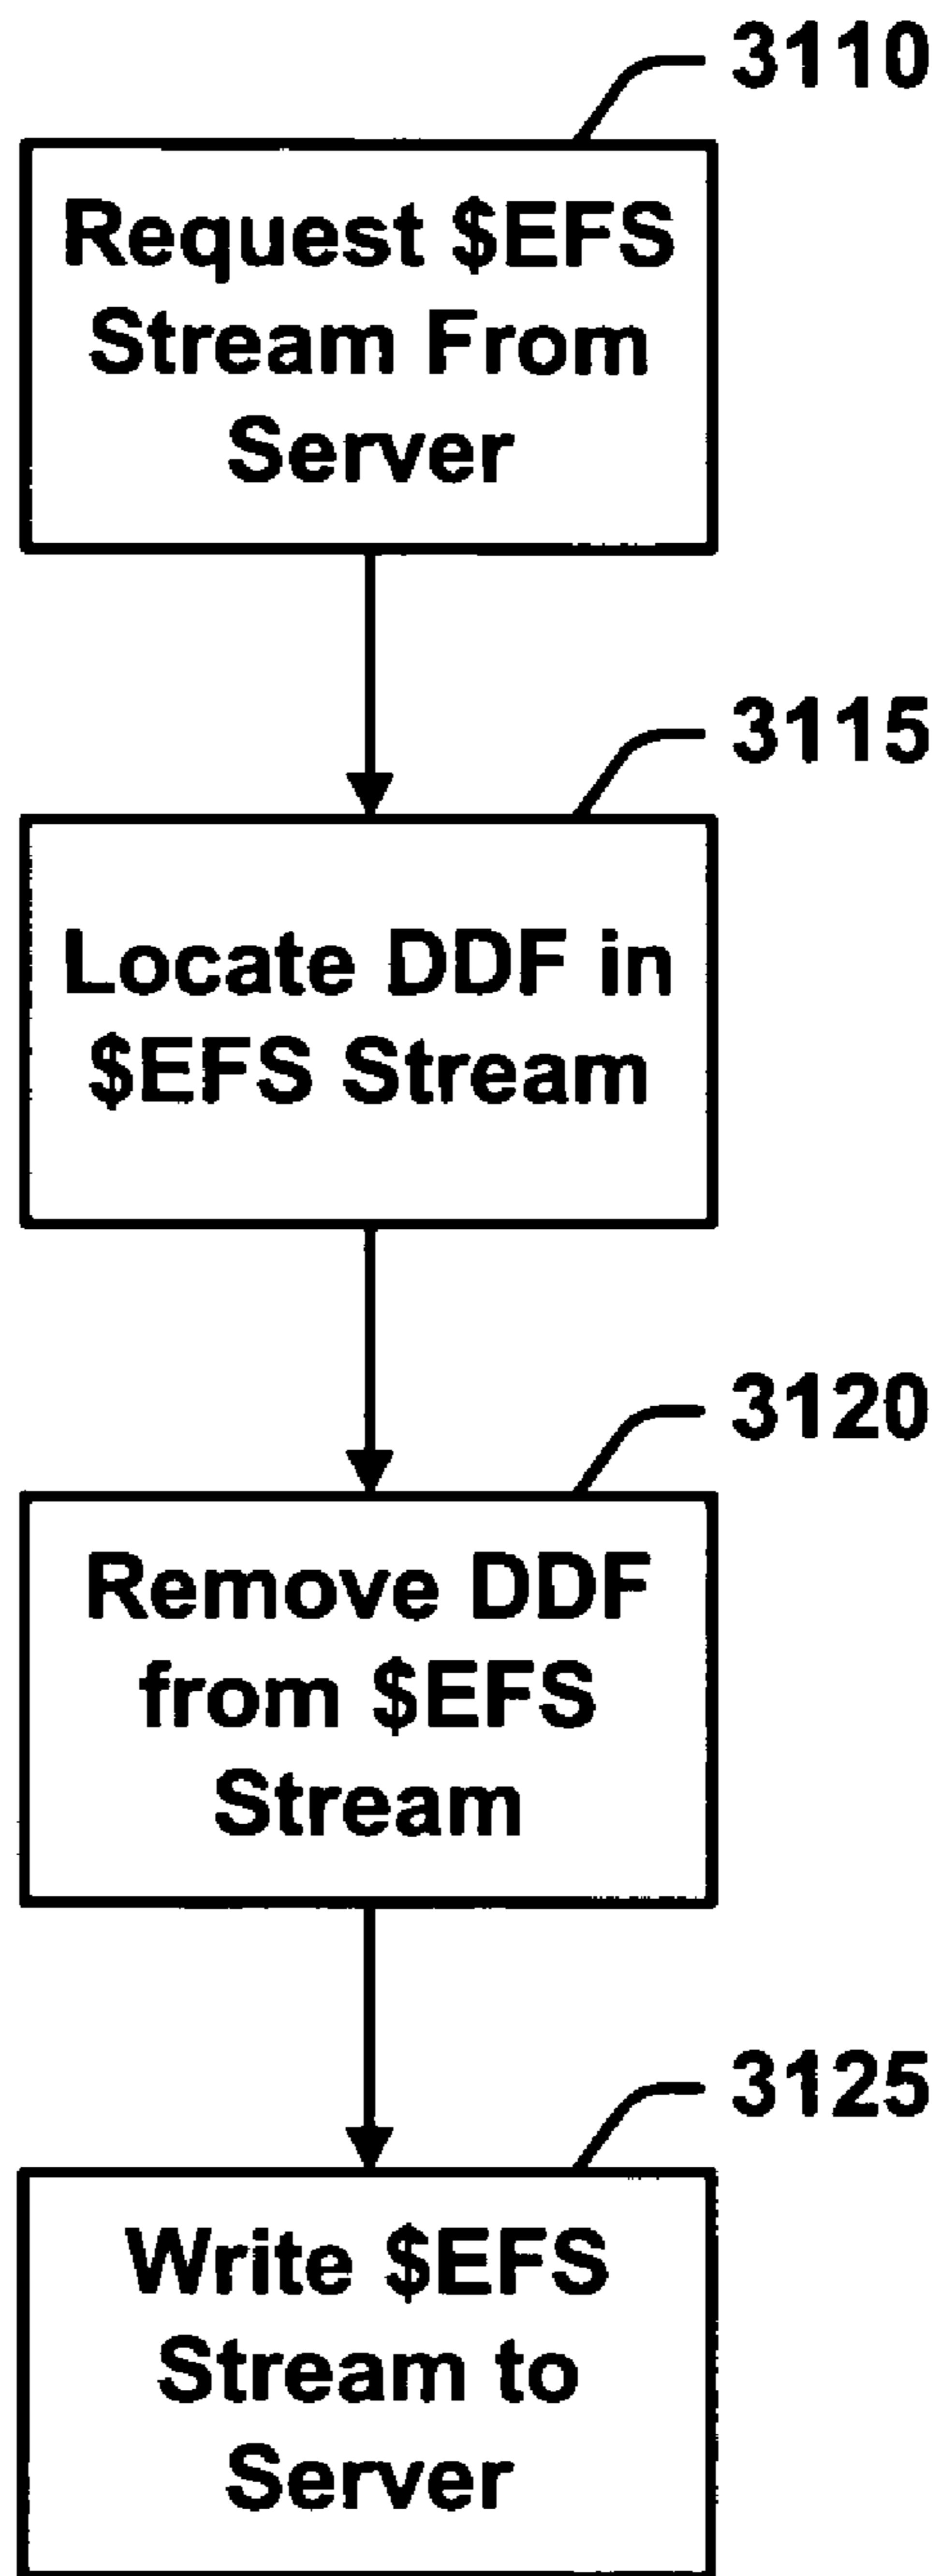 3110
Request $EFS
Stream From
Server
3115
Locate DDF in
$EFS Stream
3120
Remove DDF
from $EFS
Stream
3125
Write $EFS
Stream to
Server